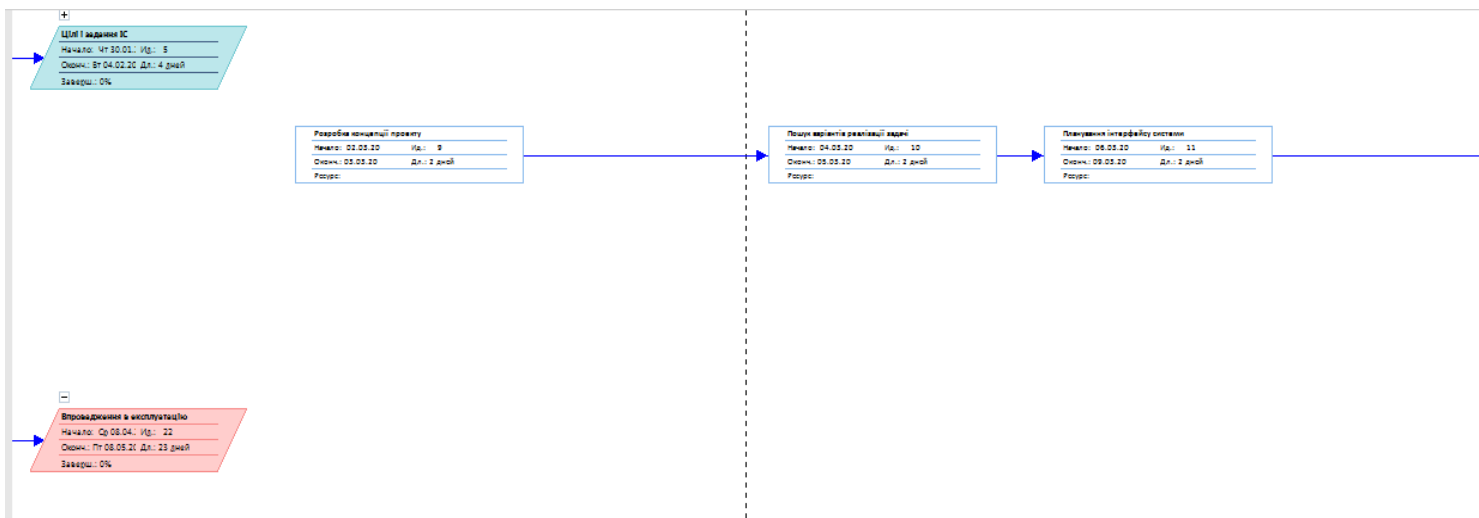 Цілі і задання ІС
Начало: Чт 30.01.: Ид.: 5
Оконч.: Вт 04.02.20 Дл.: 4 дней
Заверш.: 0%
Розробка концепції проекту
Начало: 02.03.20 Ид.: 9
Оконч.: 03.03.20 Дл.: 2 дней
Ресурс:
Пошук варіантів реалізації задачі
Начало: 04.03.20 Ид.: 10
Оконч.: 05.03.20 Дл.: 2 дней
Ресурс:
Планування інтерфейсу системи
Начало: 06.03.20 Ид.: 11
Оконч.: 09.03.20 Дл.: 2 дней
Ресурс:
Впровадження в експлуатацію
Начало: Ср 08.04.: Ид.: 22
Оконч.: Пт 08.05.20 Дл.: 23 дней
Заверш.: 0%